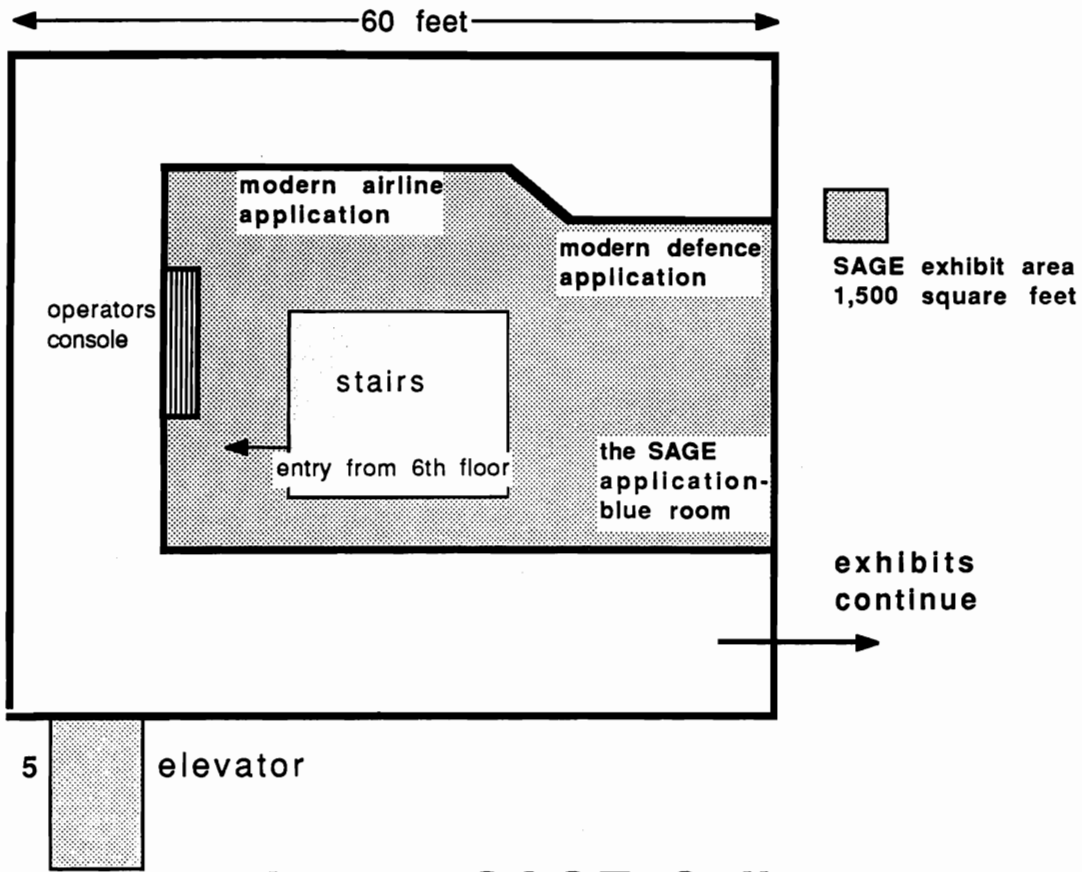 60 feet
modern airline
application
modern defence
application
SAGE exhibit area
1,500 square feet
operators
console
stairs
entry from 6th floor
the SAGE
application-
blue room
exhibits
continue
5
elevator